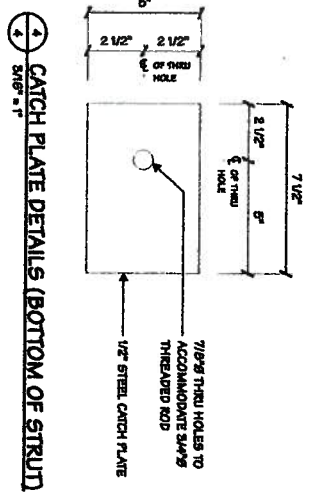 7 1/2"
2 1/2"
5"
℄ OF THRU
HOLE
5"
2 1/2"
2 1/2"
℄ OF THRU
HOLE
7/8"Ø THRU HOLES TO
ACCOMMODATE 3/4"Ø
THREADED ROD
1/2" STEEL CATCH PLATE
4
4
CATCH PLATE DETAILS (BOTTOM OF STRUT)
3/16" = 1"